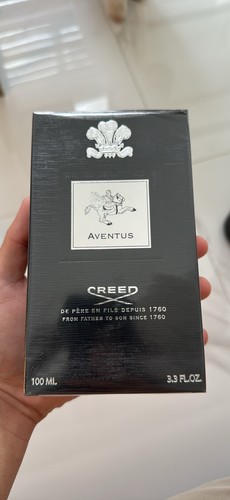 AVENTUS
CREED
DE PÈRE EN FILS DEPUIS 1760
FROM FATHER TO SON SINCE 1760
100 ML 3.3 FL.OZ.